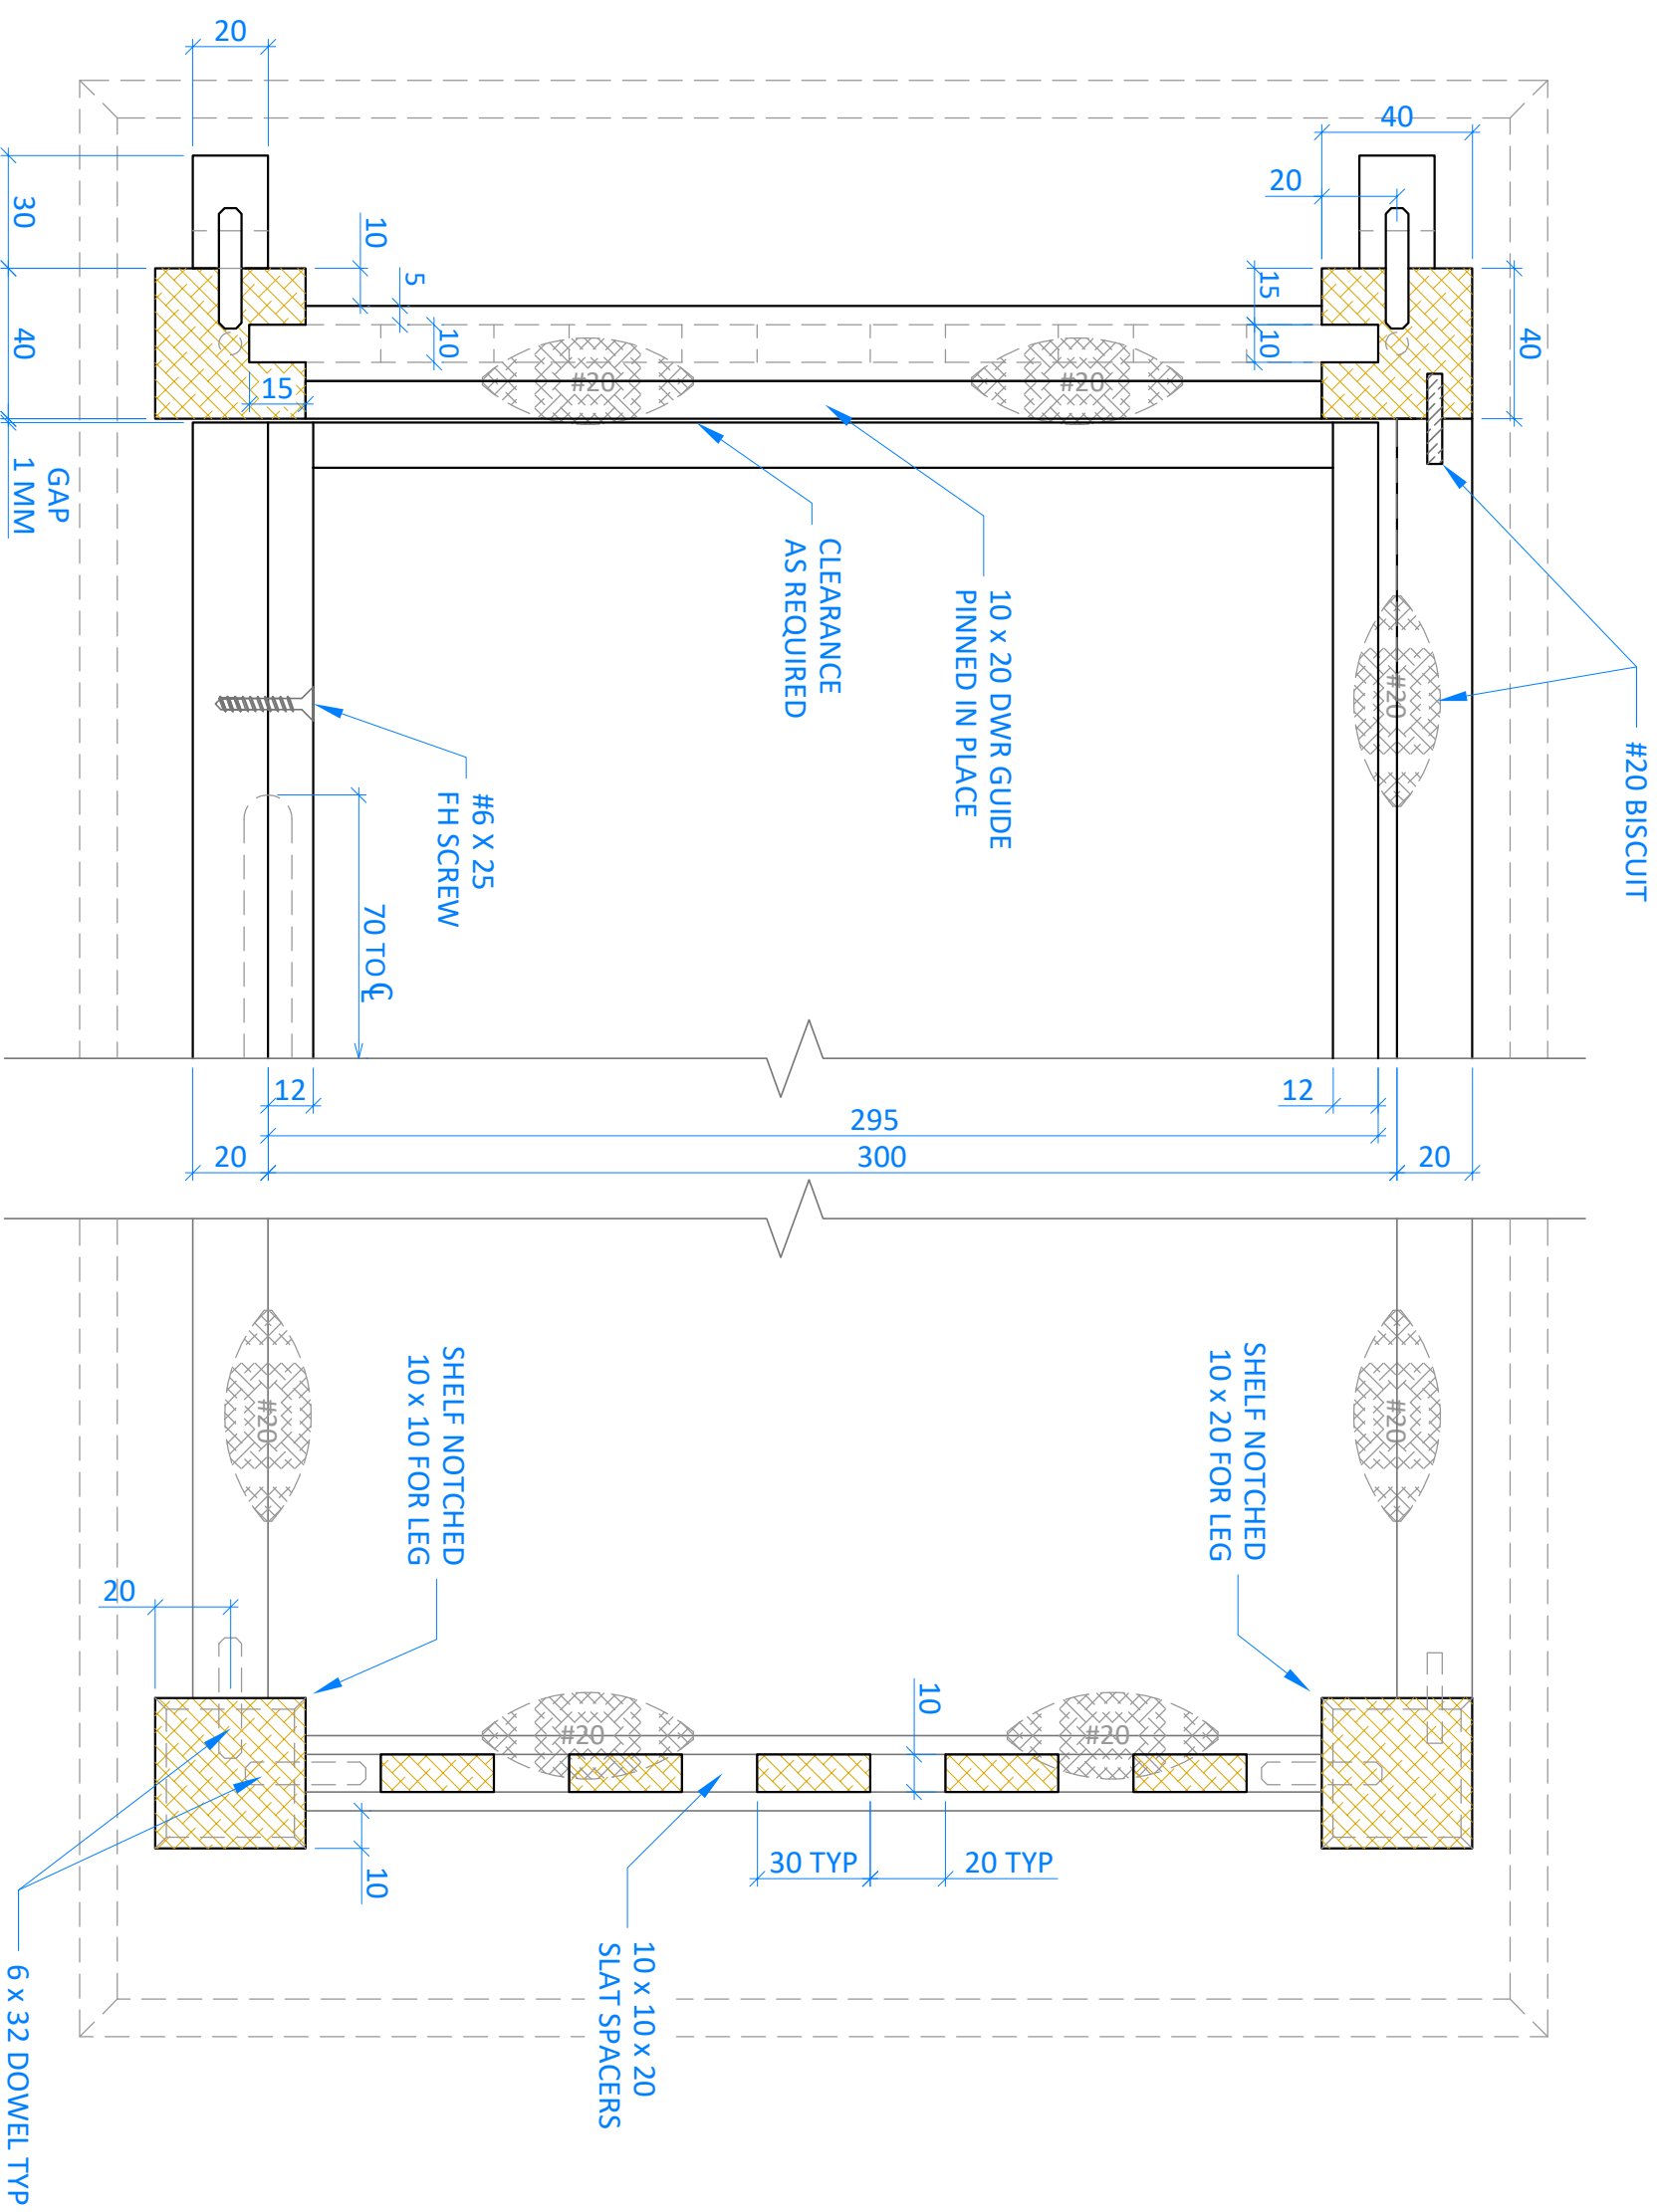 20
40
20
30
40
GAP
1 MM
10
5
10
15
15
10
40
#20
#20
CLEARANCE
AS REQUIRED
10 x 20 DWR GUIDE
PINNED IN PLACE
#20
#20 BISCUIT
#6 X 25
FH SCREW
70 TO CL
12
12
295
20
300
20
#20
#20
SHELF NOTCHED
10 x 10 FOR LEG
SHELF NOTCHED
10 x 20 FOR LEG
20
#20
#20
10
10
30 TYP
20 TYP
10 x 10 x 20
SLAT SPACERS
6 x 32 DOWEL TYP